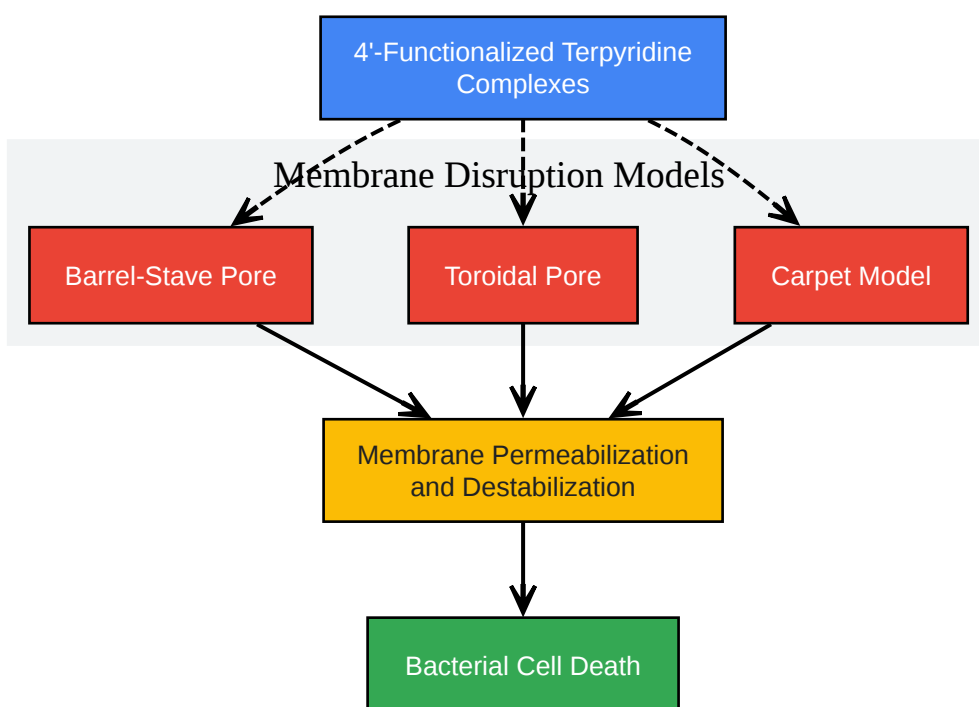 4'-Functionalized Terpyridine
Complexes
Membrane Disruption Models
Barrel-Stave Pore
Toroidal Pore
Carpet Model
Membrane Permeabilization
and Destabilization
Bacterial Cell Death